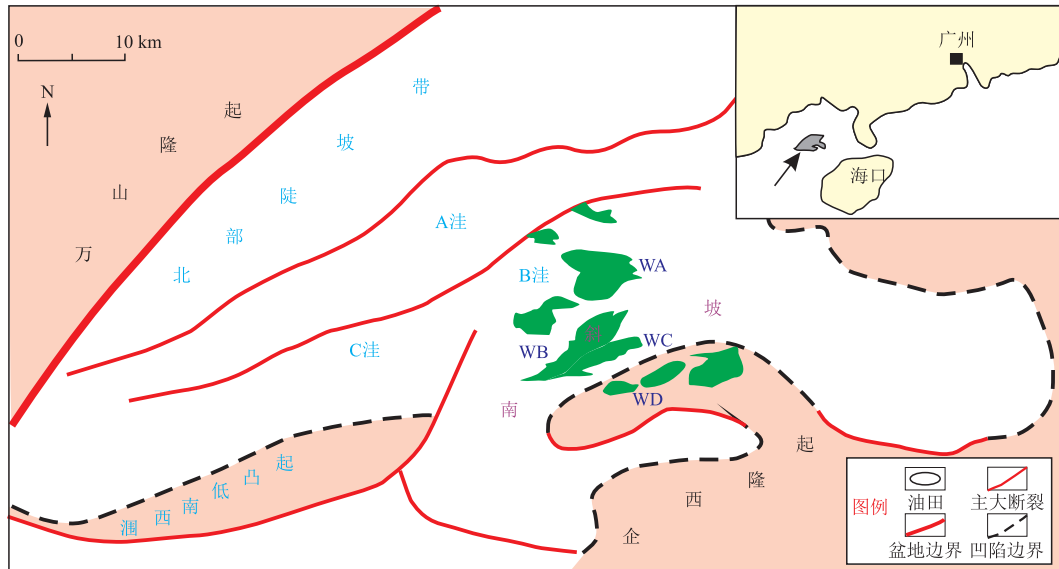 0 10 km
N
万山隆起
北部陡坡带
A洼
B洼
C洼
WA
WB
WC
WD
南斜坡
涠西南低凸起
企西隆起
广州
海口
图例
油田
主大断裂
盆地边界
凹陷边界